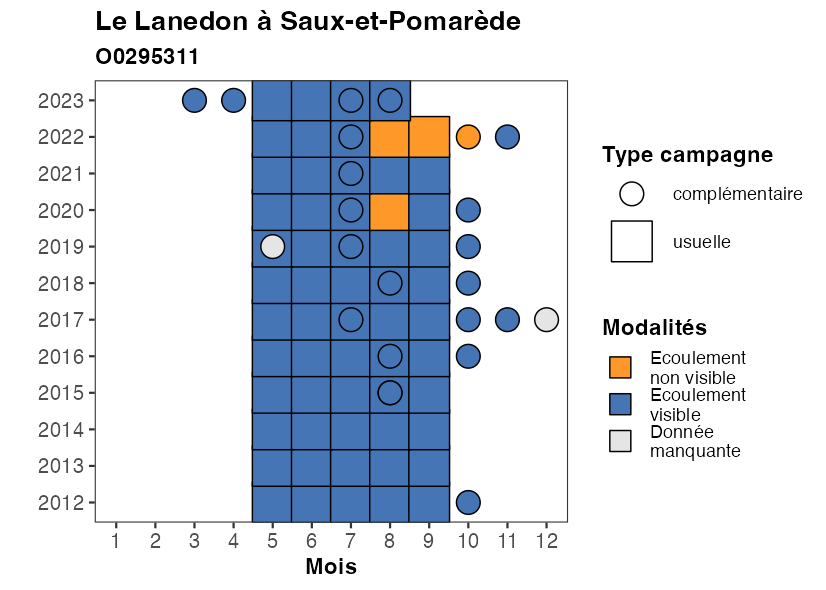 Le Lanedon à Saux-et-Pomarède
O0295311
2023
2022
2021
2020
2019
2018
2017
2016
2015
2014
2013
2012
1 2 3 4 5 6 7 8 9 10 11 12
Mois
Type campagne
complémentaire
usuelle
Modalités
Ecoulement
non visible
Ecoulement
visible
Donnée
manquante